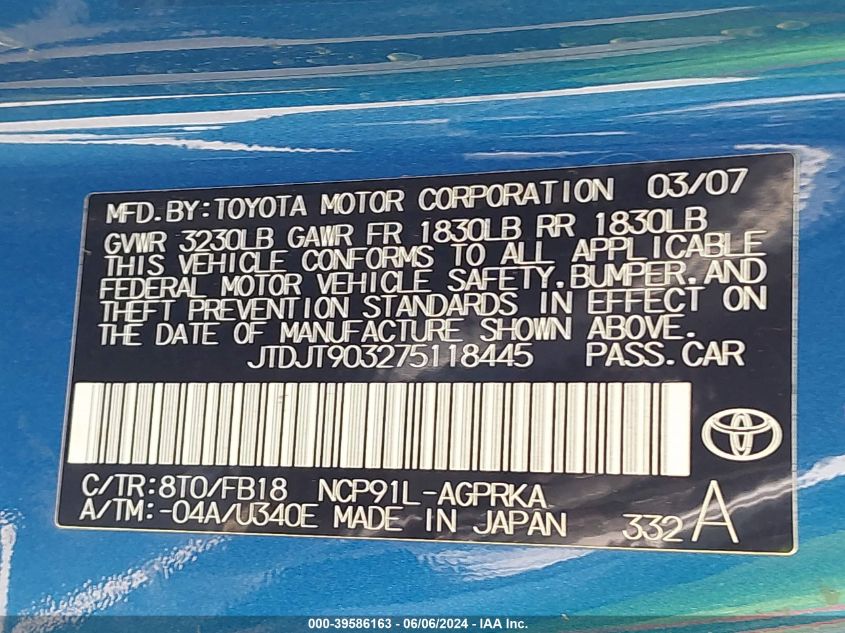 MFD. BY: TOYOTA MOTOR CORPORATION 03/07
GVWR 3230LB GAWR FR 1830LB RR 1830LB
THIS VEHICLE CONFORMS TO ALL APPLICABLE
FEDERAL MOTOR VEHICLE SAFETY, BUMPER, AND
THEFT PREVENTION STANDARDS IN EFFECT ON
THE DATE OF MANUFACTURE SHOWN ABOVE.
JTDJT903275118445 PASS. CAR
C/TR: 8T0/FB18 NCP91L-AGPRKA
A/TM: -04A/U340E MADE IN JAPAN 332 A
000-39586163 - 06/06/2024 - IAA Inc.